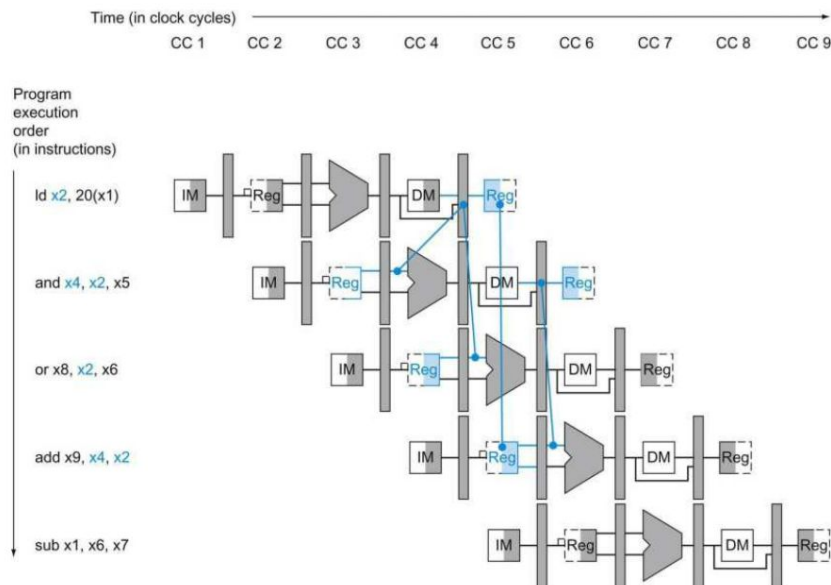 Time (in clock cycles)
CC 1 CC 2 CC 3 CC 4 CC 5 CC 6 CC 7 CC 8 CC 9
Program
execution
order
(in instructions)
ld x2, 20(x1)
IM Reg DM Reg
and x4, x2, x5
IM Reg DM Reg
or x8, x2, x6
IM Reg DM Reg
add x9, x4, x2
IM Reg DM Reg
sub x1, x6, x7
IM Reg DM Reg